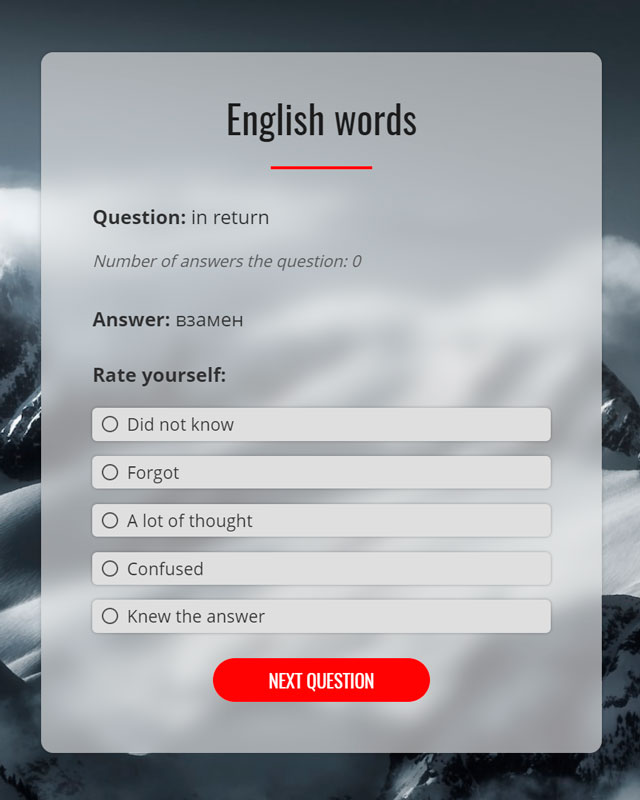 English words
Question: in return
Number of answers the question: 0
Answer: взамен
Rate yourself:
Did not know
Forgot
A lot of thought
Confused
Knew the answer
NEXT QUESTION